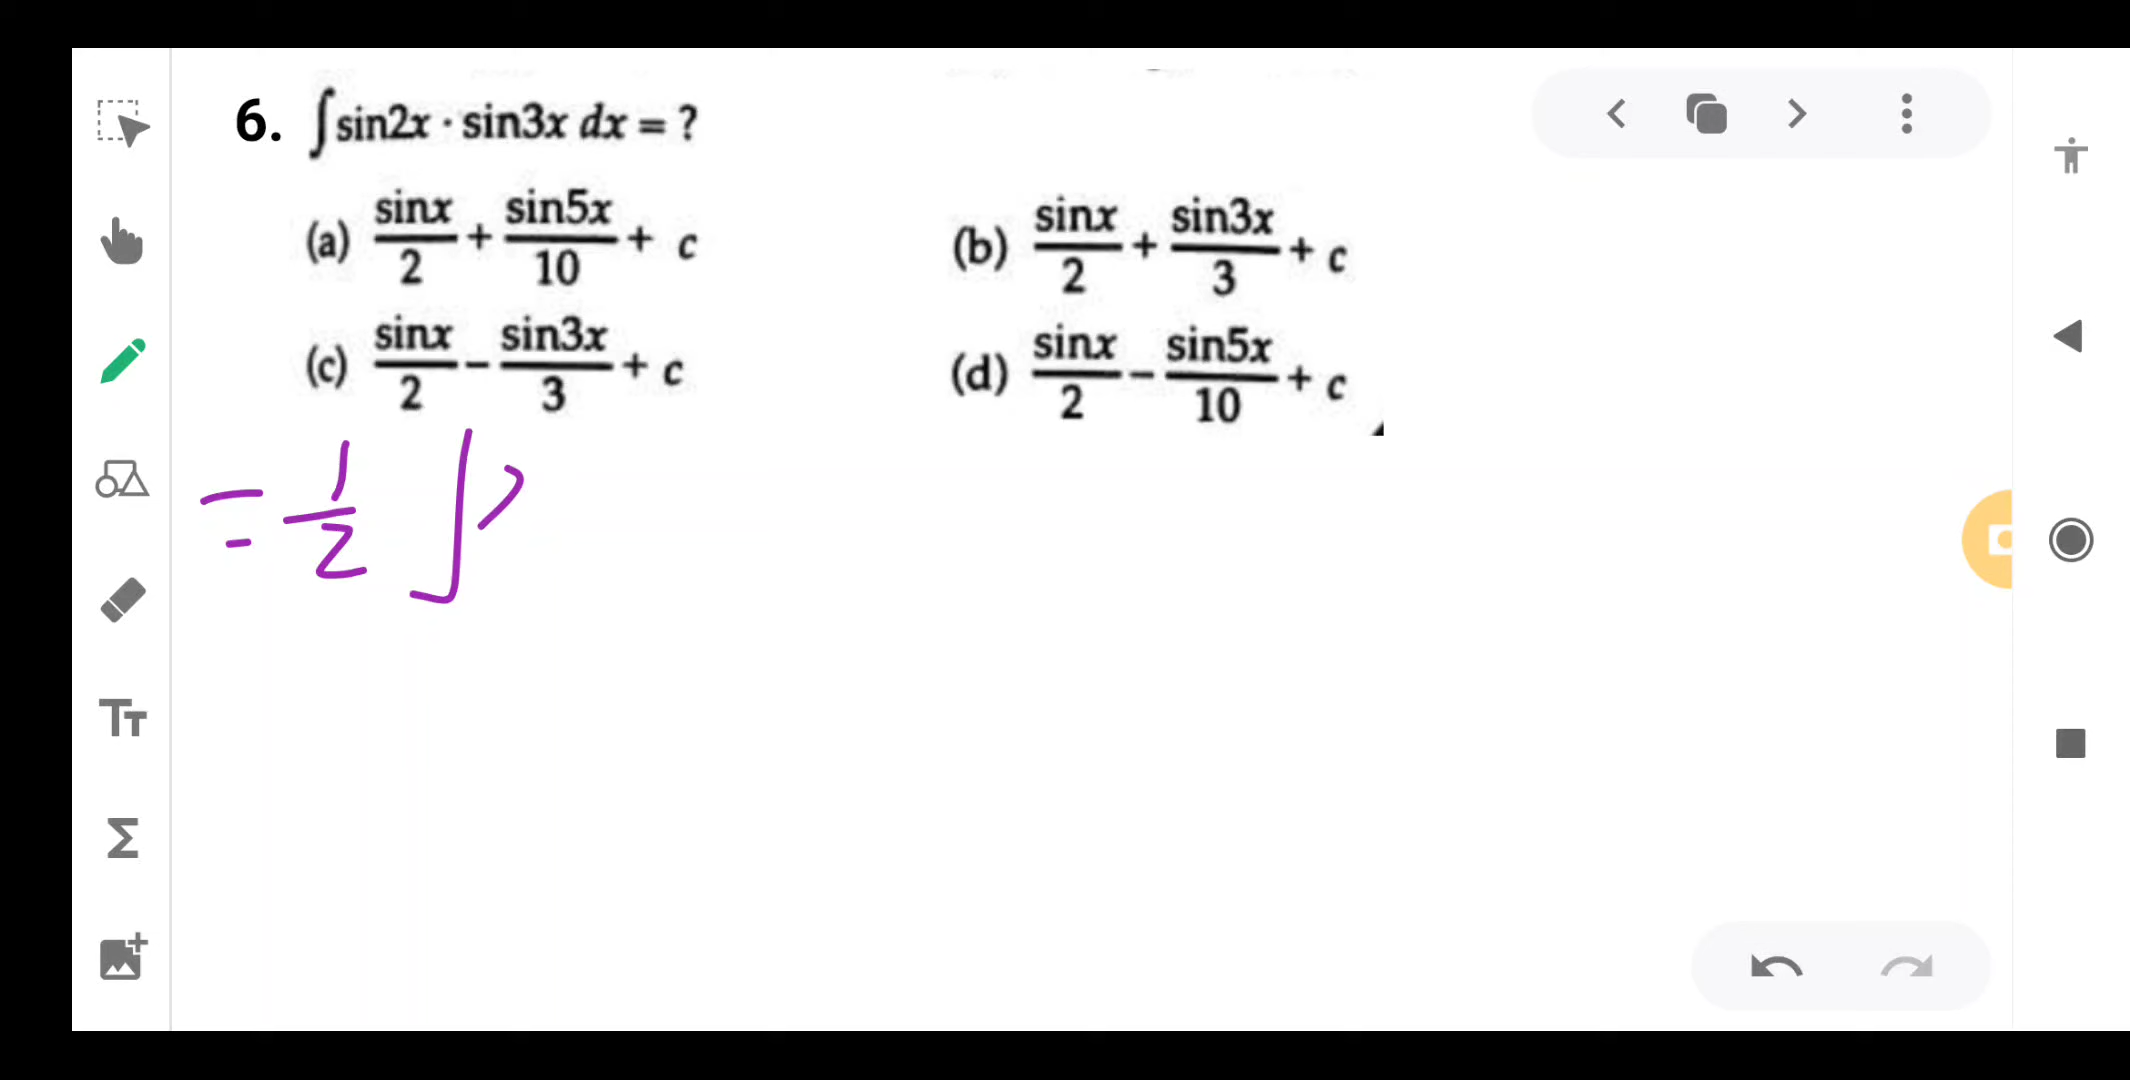 6. ∫sin2x · sin3x dx = ?
(a) sinx/2 + sin5x/10 + c
(b) sinx/2 + sin3x/3 + c
(c) sinx/2 − sin3x/3 + c
(d) sinx/2 − sin5x/10 + c
= 1/2 ∫